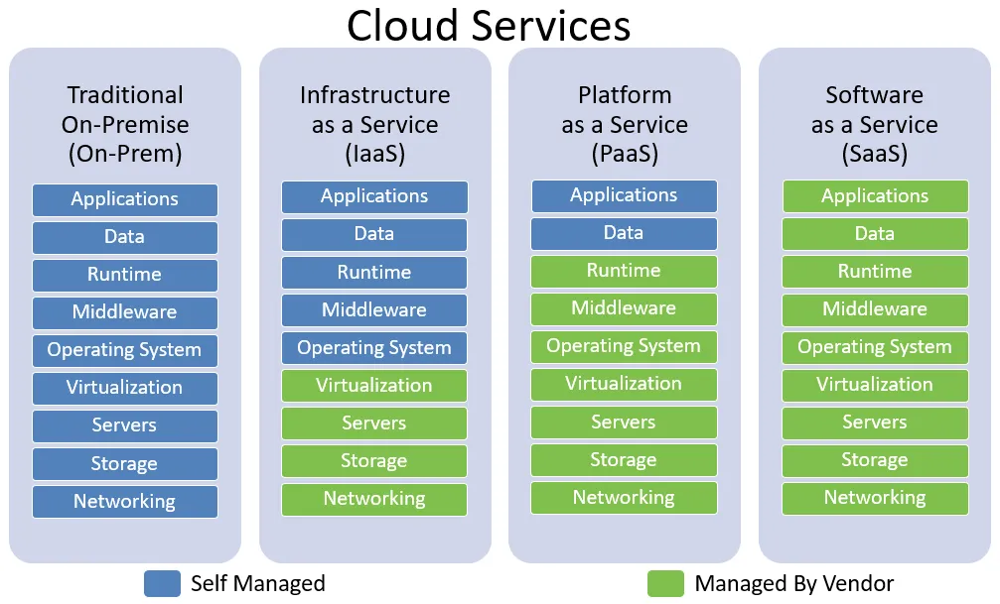 Cloud Services
Traditional
On-Premise
(On-Prem)
Applications
Data
Runtime
Middleware
Operating System
Virtualization
Servers
Storage
Networking
Infrastructure
as a Service
(IaaS)
Applications
Data
Runtime
Middleware
Operating System
Virtualization
Servers
Storage
Networking
Platform
as a Service
(PaaS)
Applications
Data
Runtime
Middleware
Operating System
Virtualization
Servers
Storage
Networking
Software
as a Service
(SaaS)
Applications
Data
Runtime
Middleware
Operating System
Virtualization
Servers
Storage
Networking
Self Managed
Managed By Vendor